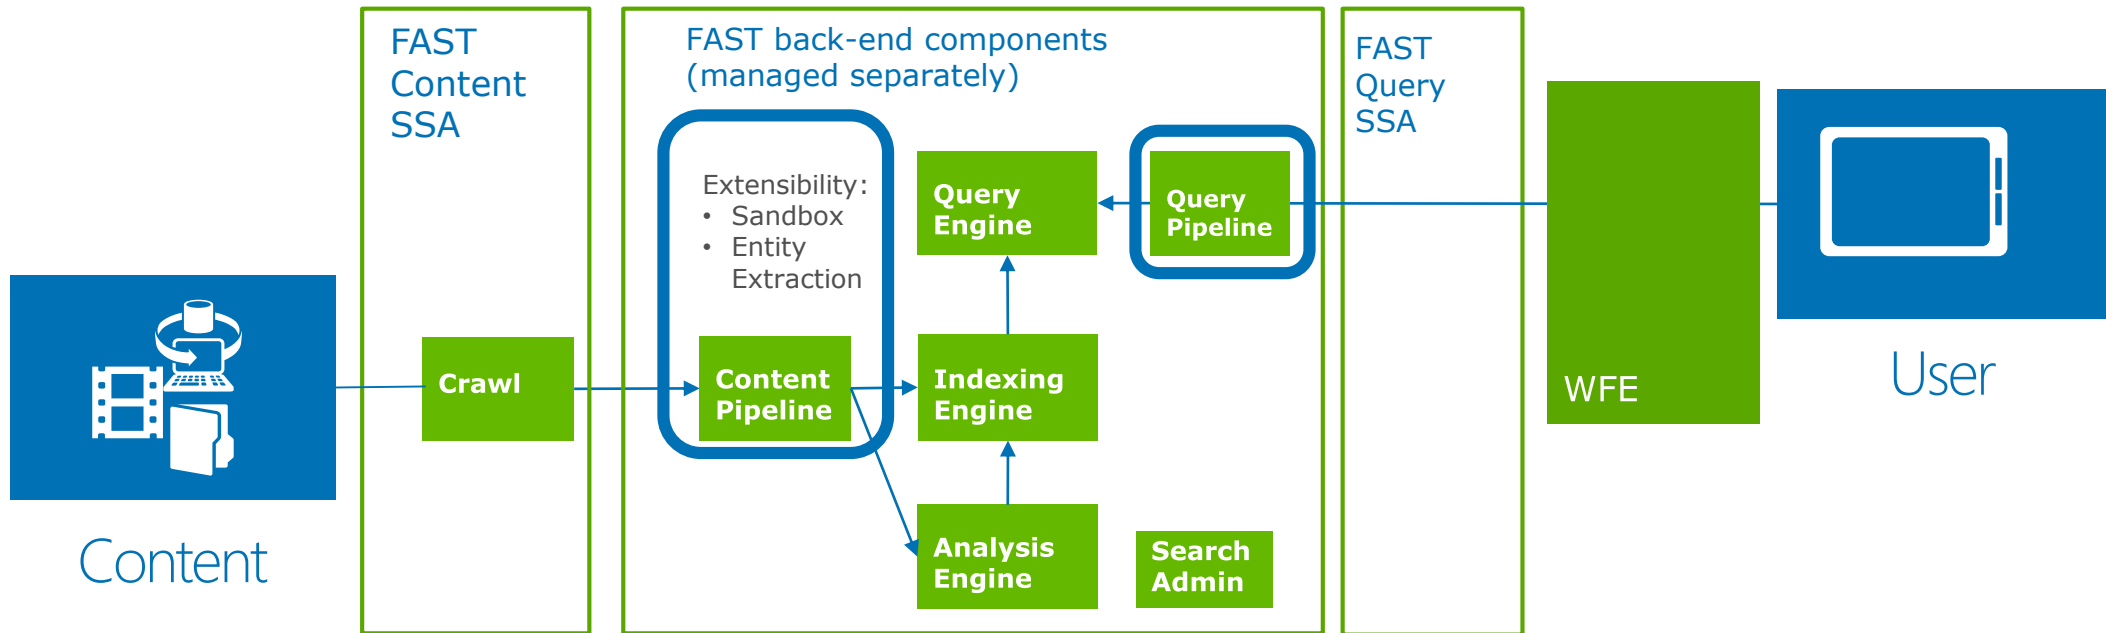 FAST
Content
SSA
FAST back-end components
(managed separately)
FAST
Query
SSA
Extensibility:
• Sandbox
• Entity
Extraction
Query
Engine
Query
Pipeline
Crawl
Content
Pipeline
Indexing
Engine
WFE
User
Content
Analysis
Engine
Search
Admin